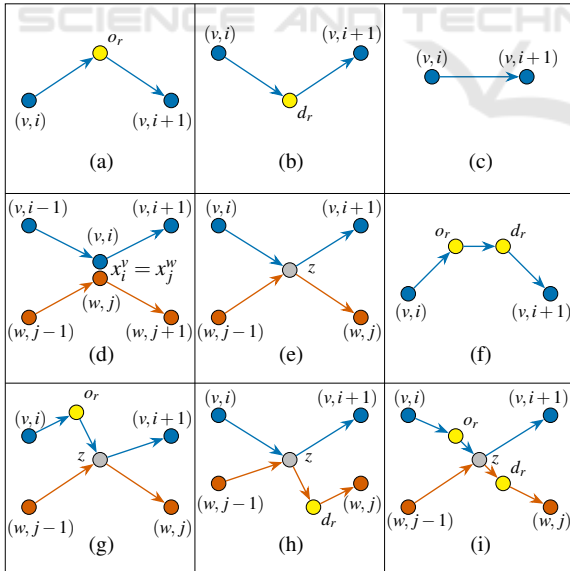 SCIENCE AND TECHN
o_r
(v,i)
(v,i+1)
(a)
(v,i)
(v,i+1)
d_r
(b)
(v,i)
(v,i+1)
(c)
(v,i−1)
(v,i+1)
(v,i)
x_i^v = x_j^w
(w,j)
(w,j−1)
(w,j+1)
(d)
(v,i)
(v,i+1)
z
(w,j−1)
(w,j)
(e)
o_r
d_r
(v,i)
(v,i+1)
(f)
o_r
(v,i)
(v,i+1)
z
(w,j−1)
(w,j)
(g)
(v,i)
(v,i+1)
z
(w,j−1)
(w,j)
d_r
(h)
(v,i)
(v,i+1)
o_r
z
d_r
(w,j−1)
(w,j)
(i)